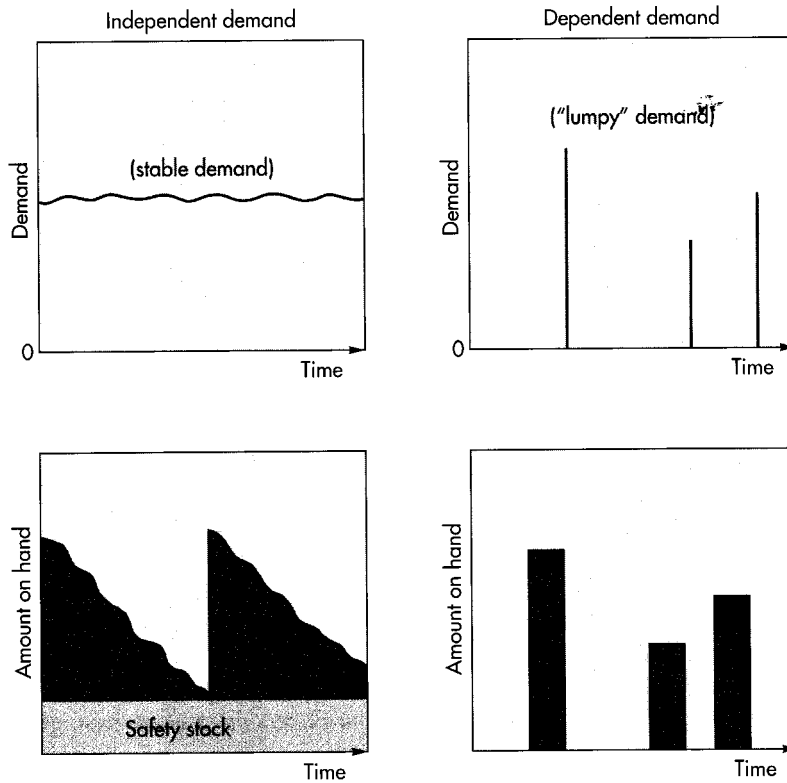 Independent demand
Dependent demand
Demand
(stable demand)
0
Time
Demand
("lumpy" demand)
0
Time
Amount on hand
Safety stock
Time
Amount on hand
Time